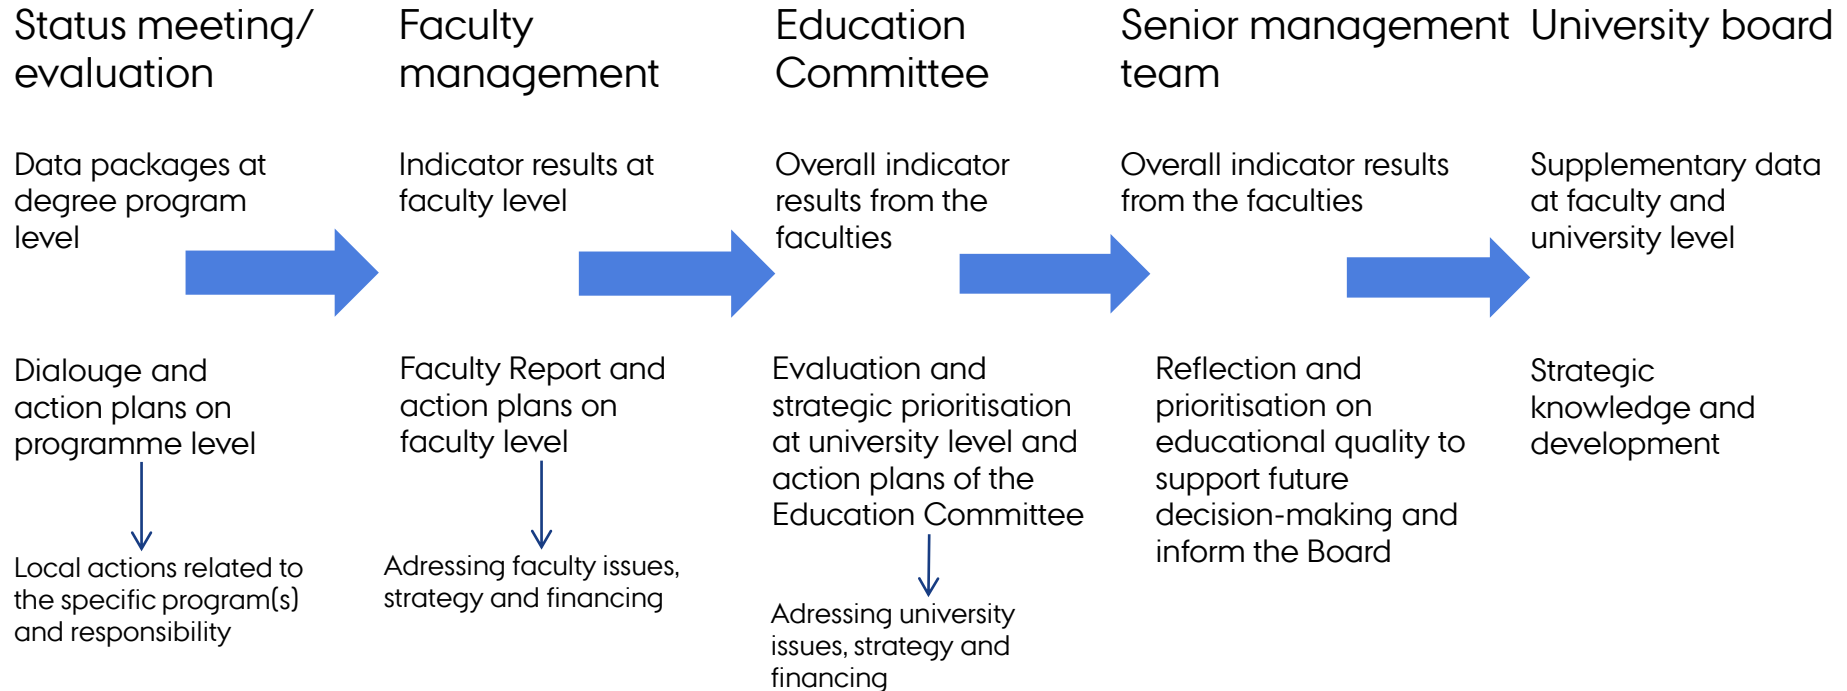 Status meeting/
evaluation
Faculty
management
Education
Committee
Senior management
team
University board
Data packages at
degree program
level
Indicator results at
faculty level
Overall indicator
results from the
faculties
Overall indicator results
from the faculties
Supplementary data
at faculty and
university level
Dialouge and
action plans on
programme level
Faculty Report and
action plans on
faculty level
Evaluation and
strategic prioritisation
at university level and
action plans of the
Education Committee
Reflection and
prioritisation on
educational quality to
support future
decision-making and
inform the Board
Strategic
knowledge and
development
Local actions related to
the specific program(s)
and responsibility
Adressing faculty issues,
strategy and financing
Adressing university
issues, strategy and
financing